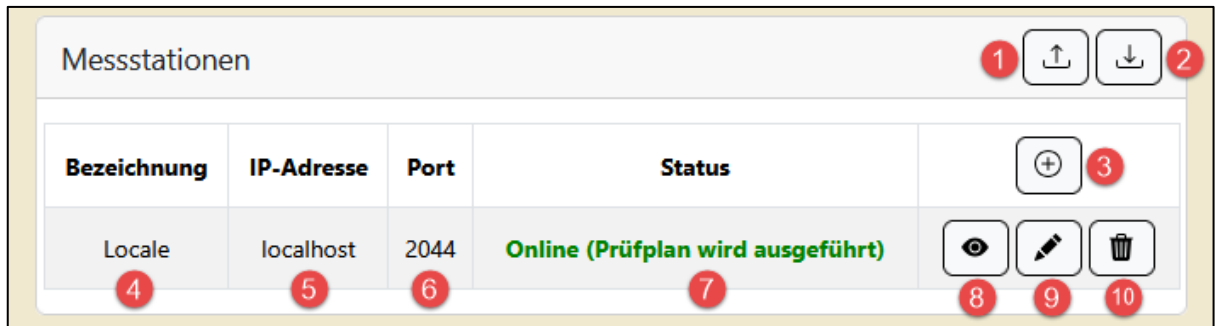 Messstationen 1 2
Bezeichnung IP-Adresse Port Status 3
Locale localhost 2044 Online (Prüfplan wird ausgeführt)
4 5 6 7 8 9 10